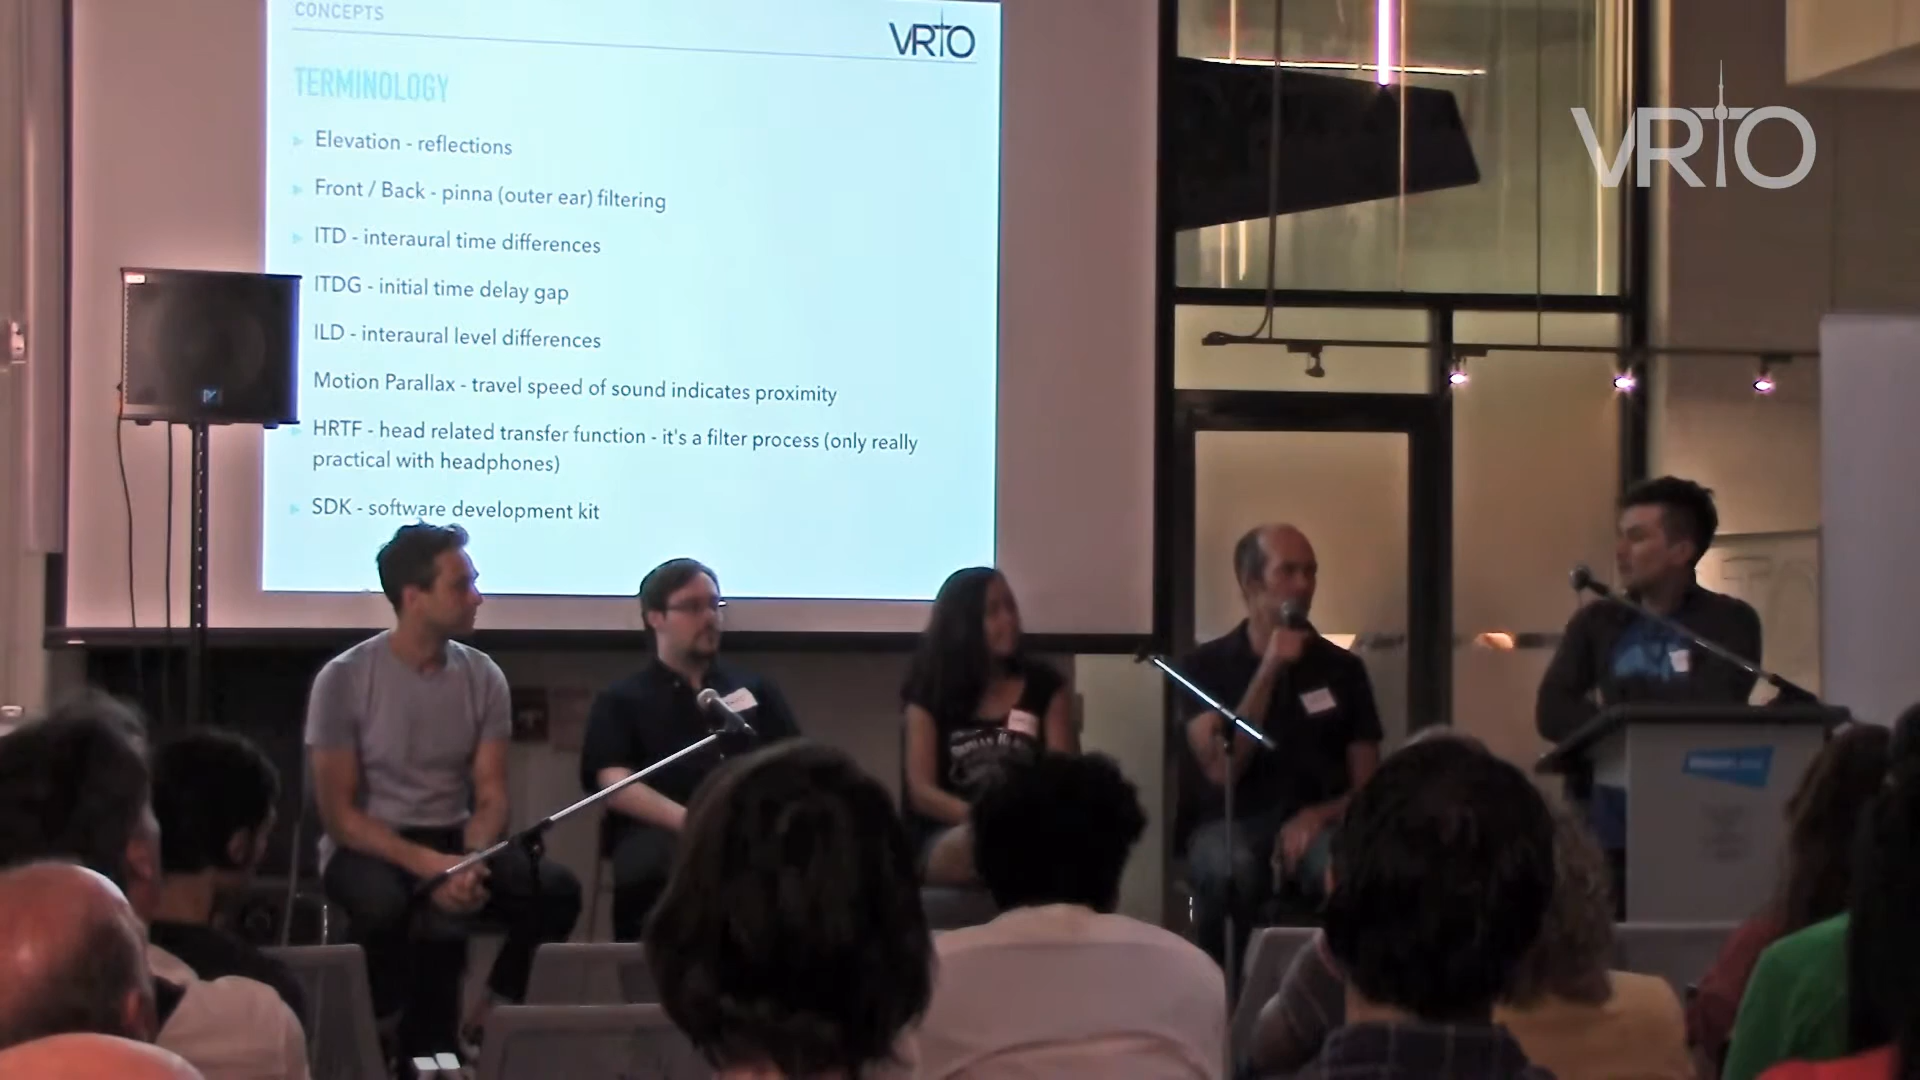 CONCEPTS
VRTO
TERMINOLOGY
Elevation - reflections
Front / Back - pinna (outer ear) filtering
ITD - interaural time differences
ITDG - initial time delay gap
ILD - interaural level differences
Motion Parallax - travel speed of sound indicates proximity
HRTF - head related transfer function - it's a filter process (only really
practical with headphones)
SDK - software development kit
VRTO